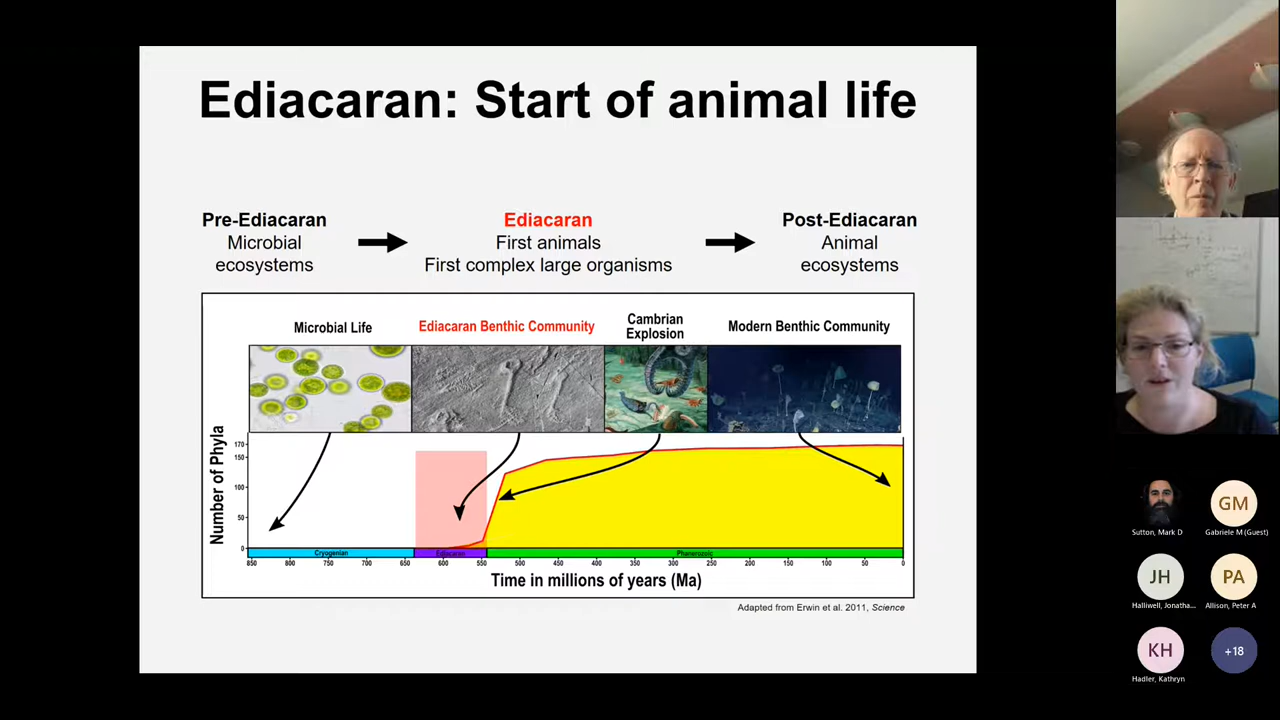 Ediacaran: Start of animal life
Pre-Ediacaran
Microbial
ecosystems
Ediacaran
First animals
First complex large organisms
Post-Ediacaran
Animal
ecosystems
Microbial Life
Ediacaran Benthic Community
Cambrian
Explosion
Modern Benthic Community
Number of Phyla
170
150
100
50
0
Cryogenian
Ediacaran
Phanerozoic
850 800 700 650 600 550 500 450 400 350 300 250 200 150 100 50 0
Time in millions of years (Ma)
Adapted from Erwin et al. 2011, Science
Sutton, Mark D
GM
Gabriele M (Guest)
JH
Halliwell, Jonatha...
PA
Allison, Peter A
KH
Hadler, Kathryn
+18